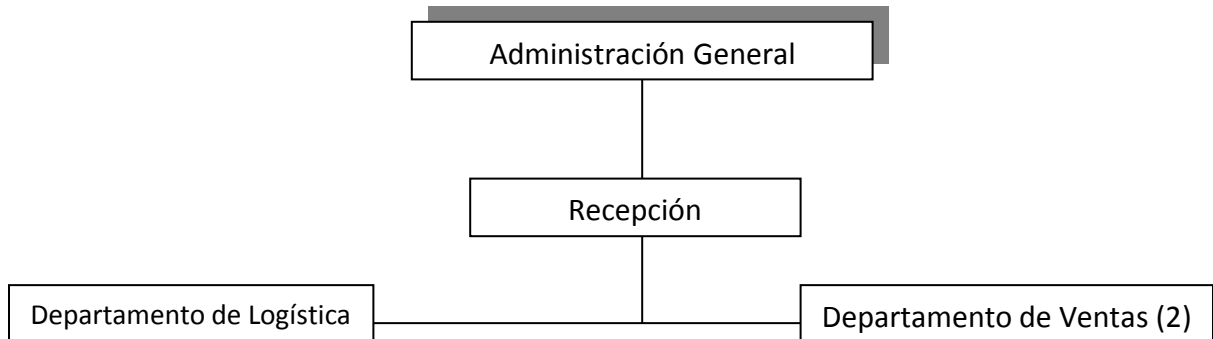 Administración General
Recepción
Departamento de Logística
Departamento de Ventas (2)